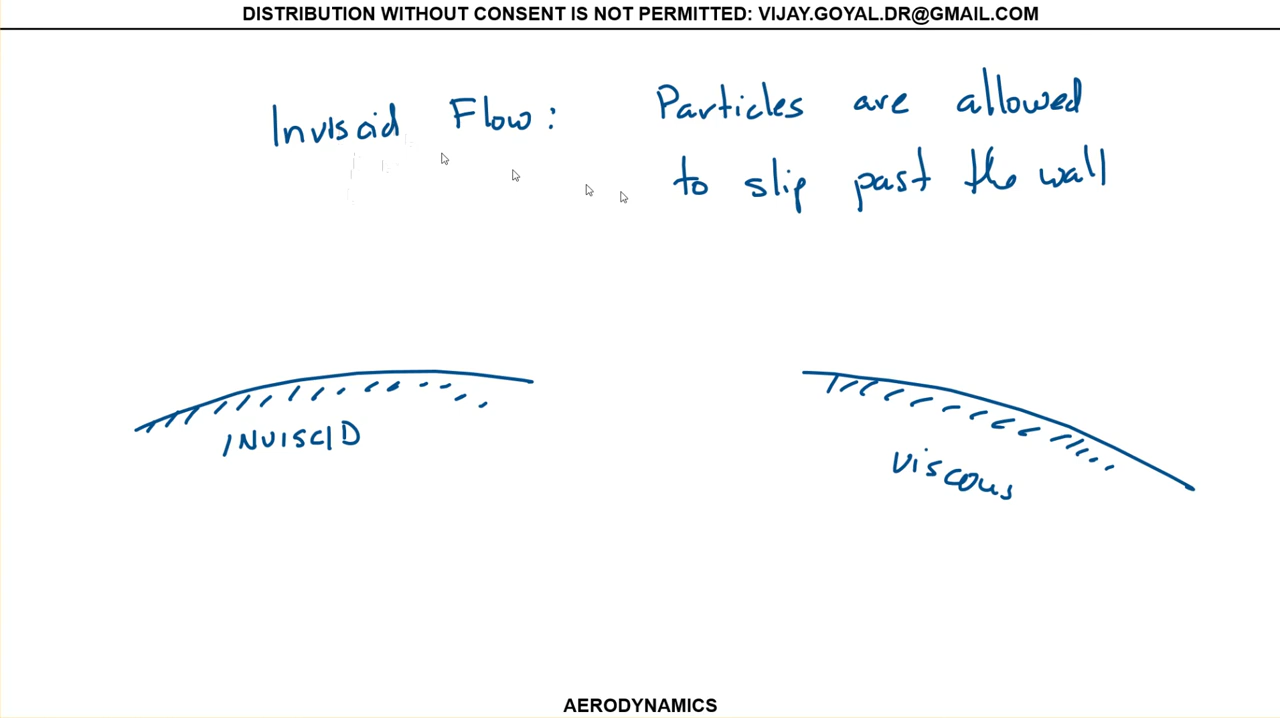 DISTRIBUTION WITHOUT CONSENT IS NOT PERMITTED: VIJAY.GOYAL.DR@GMAIL.COM
Inviscid Flow: Particles are allowed
to slip past the wall
INVISCID
Viscous
AERODYNAMICS